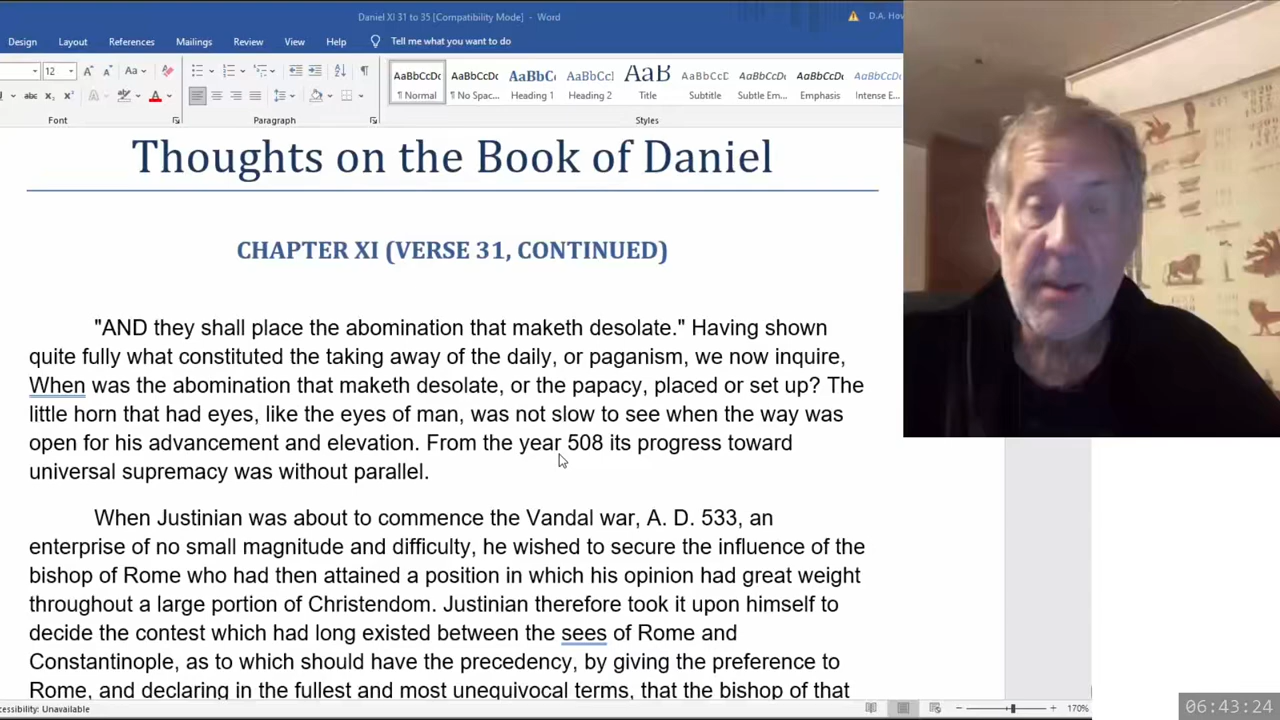 Daniel XI 31 to 35 [Compatibility Mode] - Word
D.A. Hov
Design Layout References Mailings Review View Help Tell me what you want to do
12 Aa
abc x₂ x² A A
AaBbCcDc AaBbCcDc AaBbCc AaBbCcI AaB AaBbCcD AaBbCcDc AaBbCcDc AaBbCcDc
¶ Normal ¶ No Spac... Heading 1 Heading 2 Title Subtitle Subtle Em... Emphasis Intense E...
Font Paragraph Styles
Thoughts on the Book of Daniel
CHAPTER XI (VERSE 31, CONTINUED)
"AND they shall place the abomination that maketh desolate." Having shown
quite fully what constituted the taking away of the daily, or paganism, we now inquire,
When was the abomination that maketh desolate, or the papacy, placed or set up? The
little horn that had eyes, like the eyes of man, was not slow to see when the way was
open for his advancement and elevation. From the year 508 its progress toward
universal supremacy was without parallel.
When Justinian was about to commence the Vandal war, A. D. 533, an
enterprise of no small magnitude and difficulty, he wished to secure the influence of the
bishop of Rome who had then attained a position in which his opinion had great weight
throughout a large portion of Christendom. Justinian therefore took it upon himself to
decide the contest which had long existed between the sees of Rome and
Constantinople, as to which should have the precedency, by giving the preference to
Rome, and declaring in the fullest and most unequivocal terms, that the bishop of that
cessibility: Unavailable
170%
06:43:24